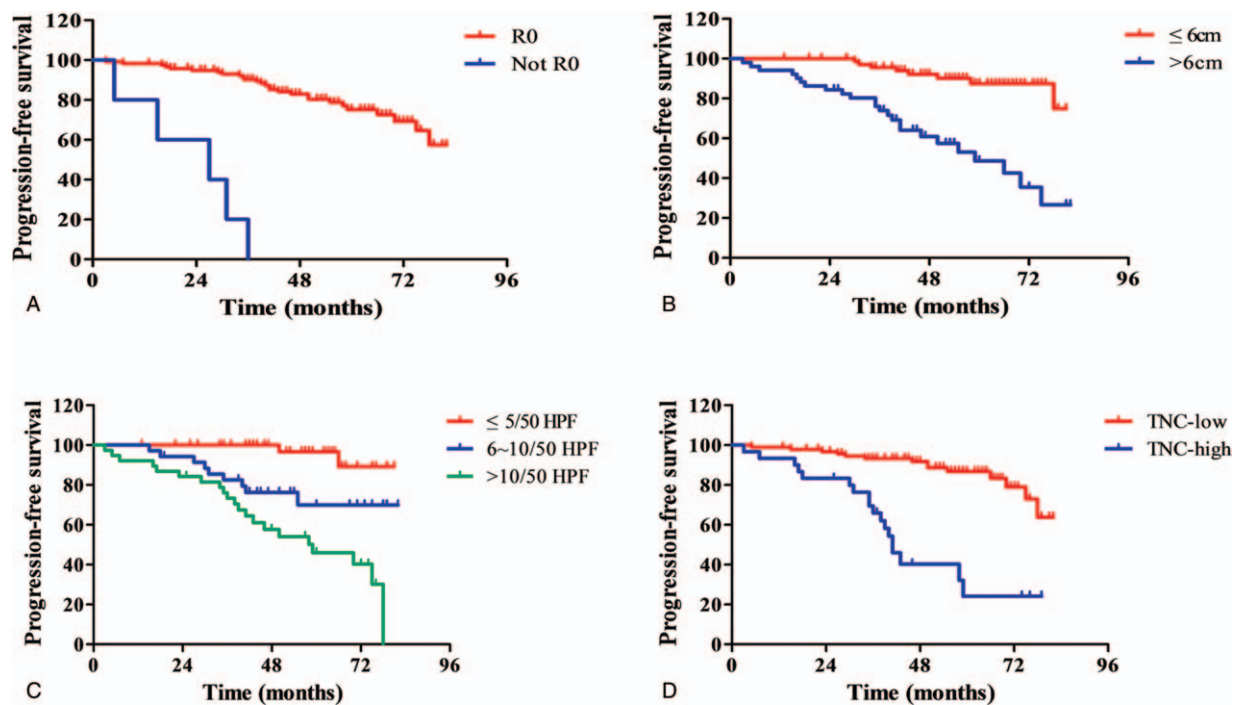 120
100
80
60
40
20
0
Progression-free survival
R0
Not R0
0 24 48 72 96
Time (months)
A
120
100
80
60
40
20
0
Progression-free survival
≤ 6cm
>6cm
0 24 48 72 96
Time (months)
B
120
100
80
60
40
20
0
Progression-free survival
≤ 5/50 HPF
6~10/50 HPF
>10/50 HPF
0 24 48 72 96
Time (months)
C
120
100
80
60
40
20
0
Progression-free survival
TNC-low
TNC-high
0 24 48 72 96
Time (months)
D